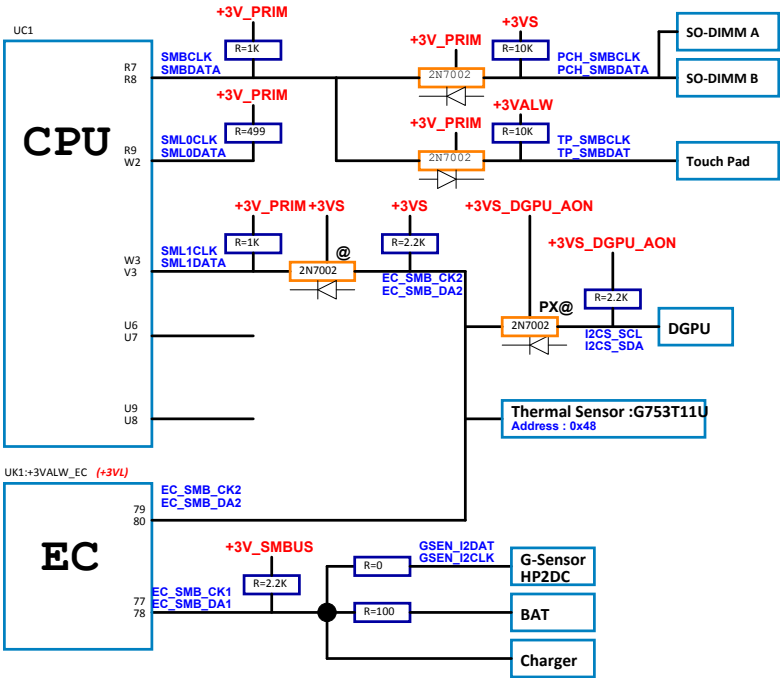 UC1
CPU
R7
R8
SMBCLK
SMBDATA
+3V_PRIM
R=1K
+3V_PRIM
2N7002
+3VS
R=10K
PCH_SMBCLK
PCH_SMBDATA
SO-DIMM A
SO-DIMM B
R9
W2
SML0CLK
SML0DATA
+3V_PRIM
R=499
+3V_PRIM
2N7002
+3VALW
R=10K
TP_SMBCLK
TP_SMBDAT
Touch Pad
W3
V3
SML1CLK
SML1DATA
+3V_PRIM
R=1K
+3VS
@
2N7002
+3VS
R=2.2K
EC_SMB_CK2
EC_SMB_DA2
+3VS_DGPU_AON
PX@
2N7002
+3VS_DGPU_AON
R=2.2K
I2CS_SCL
I2CS_SDA
DGPU
U6
U7
U9
U8
Thermal Sensor :G753T11U
Address : 0x48
UK1:+3VALW_EC (+3VL)
EC
79
80
EC_SMB_CK2
EC_SMB_DA2
77
78
EC_SMB_CK1
EC_SMB_DA1
+3V_SMBUS
R=2.2K
R=0
GSEN_I2DAT
GSEN_I2CLK
G-Sensor
HP2DC
R=100
BAT
Charger